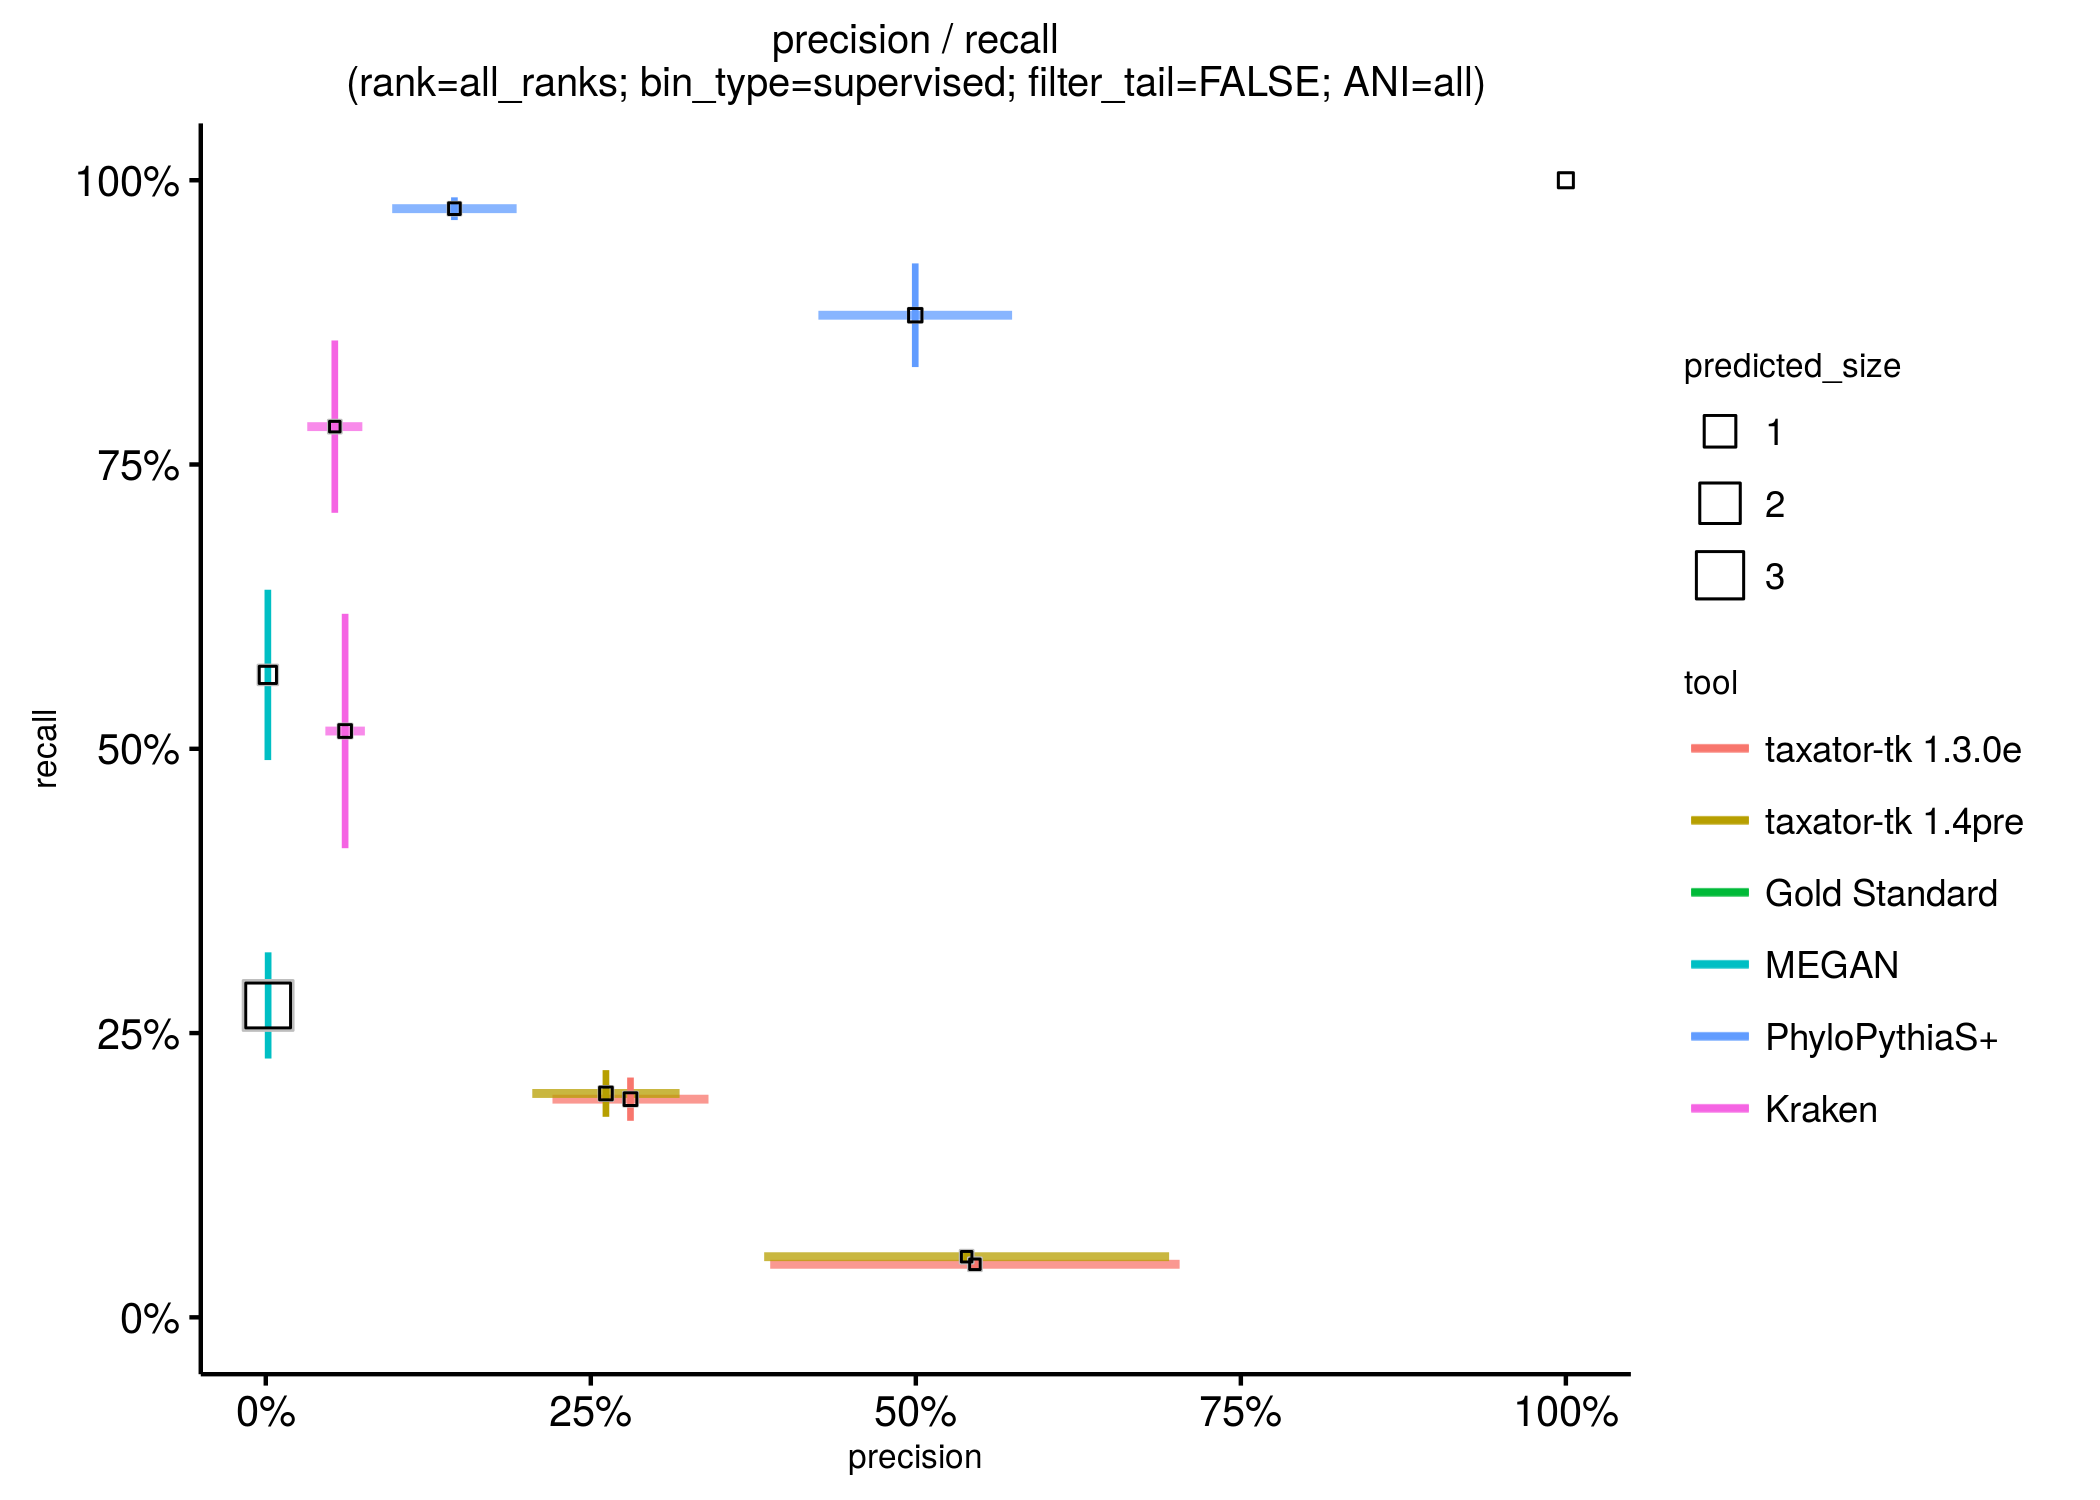 precision / recall
(rank=all_ranks; bin_type=supervised; filter_tail=FALSE; ANI=all)
100%
75%
50%
25%
0%
recall
0%
25%
50%
75%
100%
precision
predicted_size
1
2
3
tool
taxator-tk 1.3.0e
taxator-tk 1.4pre
Gold Standard
MEGAN
PhyloPythiaS+
Kraken